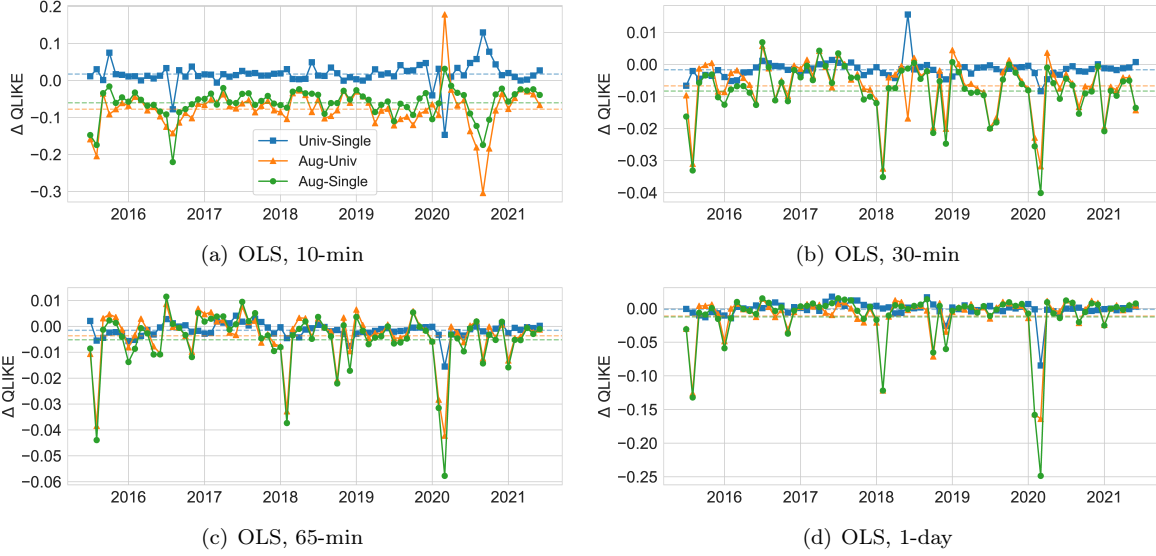 0.2
0.1
0.0
−0.1
−0.2
−0.3
Δ QLIKE
Univ-Single
Aug-Univ
Aug-Single
2016 2017 2018 2019 2020 2021
(a) OLS, 10-min
0.01
0.00
−0.01
−0.02
−0.03
−0.04
Δ QLIKE
2016 2017 2018 2019 2020 2021
(b) OLS, 30-min
0.01
0.00
−0.01
−0.02
−0.03
−0.04
−0.05
−0.06
Δ QLIKE
2016 2017 2018 2019 2020 2021
(c) OLS, 65-min
0.00
−0.05
−0.10
−0.15
−0.20
−0.25
Δ QLIKE
2016 2017 2018 2019 2020 2021
(d) OLS, 1-day